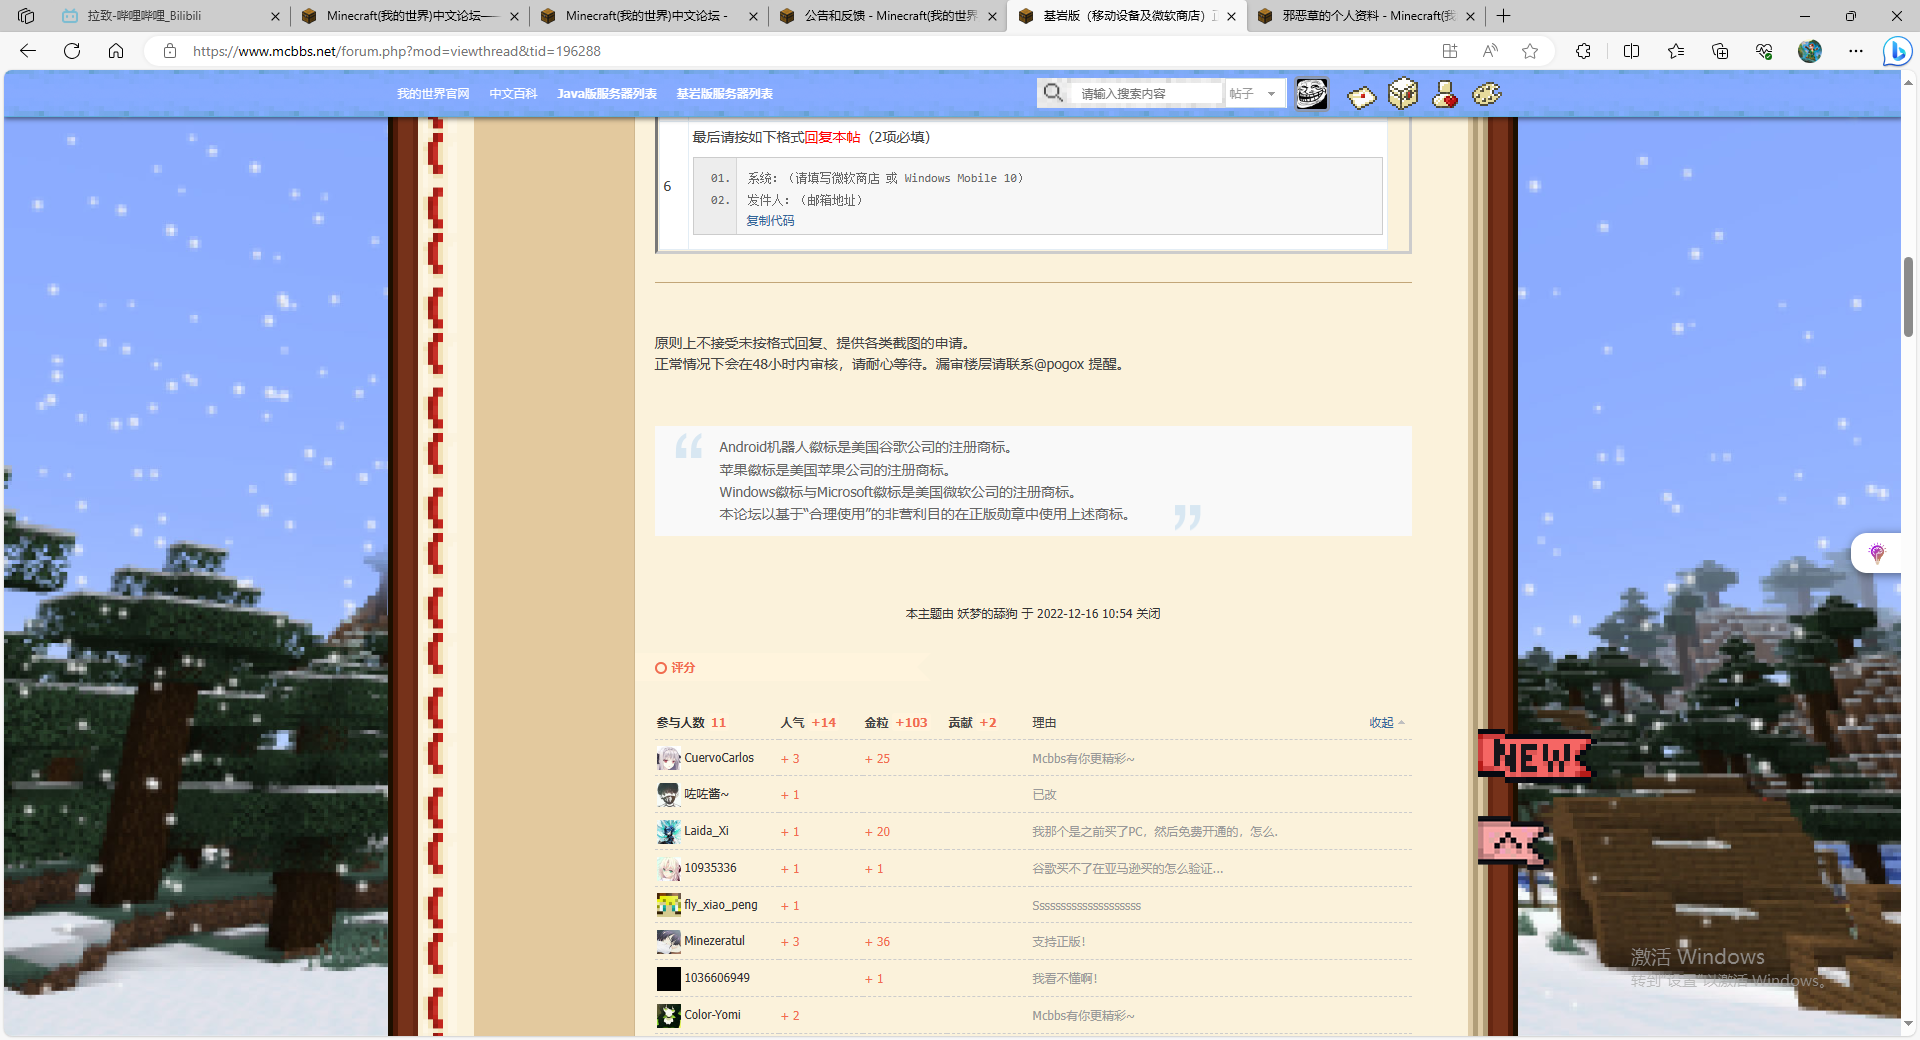 拉致-哔哩哔哩_Bilibili
Minecraft(我的世界)中文论坛——
Minecraft(我的世界)中文论坛 -
公告和反馈 - Minecraft(我的世界
基岩版（移动设备及微软商店）正
邪恶草的个人资料 - Minecraft(我
https://www.mcbbs.net/forum.php?mod=viewthread&tid=196288
我的世界官网 中文百科 Java版服务器列表 基岩版服务器列表
请输入搜索内容 帖子
最后请按如下格式回复本帖（2项必填）
6
01. 系统:（请填写微软商店 或 Windows Mobile 10）
02. 发件人:（邮箱地址）
复制代码
原则上不接受未按格式回复、提供各类截图的申请。
正常情况下会在48小时内审核，请耐心等待。漏审楼层请联系@pogox 提醒。
Android机器人徽标是美国谷歌公司的注册商标。
苹果徽标是美国苹果公司的注册商标。
Windows徽标与Microsoft徽标是美国微软公司的注册商标。
本论坛以基于“合理使用”的非营利目的在正版勋章中使用上述商标。
本主题由 妖梦的舔狗 于 2022-12-16 10:54 关闭
评分
参与人数 11 人气 +14 金粒 +103 贡献 +2 理由 收起
CuervoCarlos + 3 + 25 Mcbbs有你更精彩~
咗咗酱~ + 1 已改
Laida_Xi + 1 + 20 我那个是之前买了PC，然后免费开通的，怎么.
10935336 + 1 + 1 谷歌买不了在亚马逊买的怎么验证...
fly_xiao_peng + 1 Ssssssssssssssssssss
Minezeratul + 3 + 36 支持正版！
1036606949 + 1 我看不懂啊！
Color-Yomi + 2 Mcbbs有你更精彩~
NEW
激活 Windows
转到"设置"以激活 Windows。